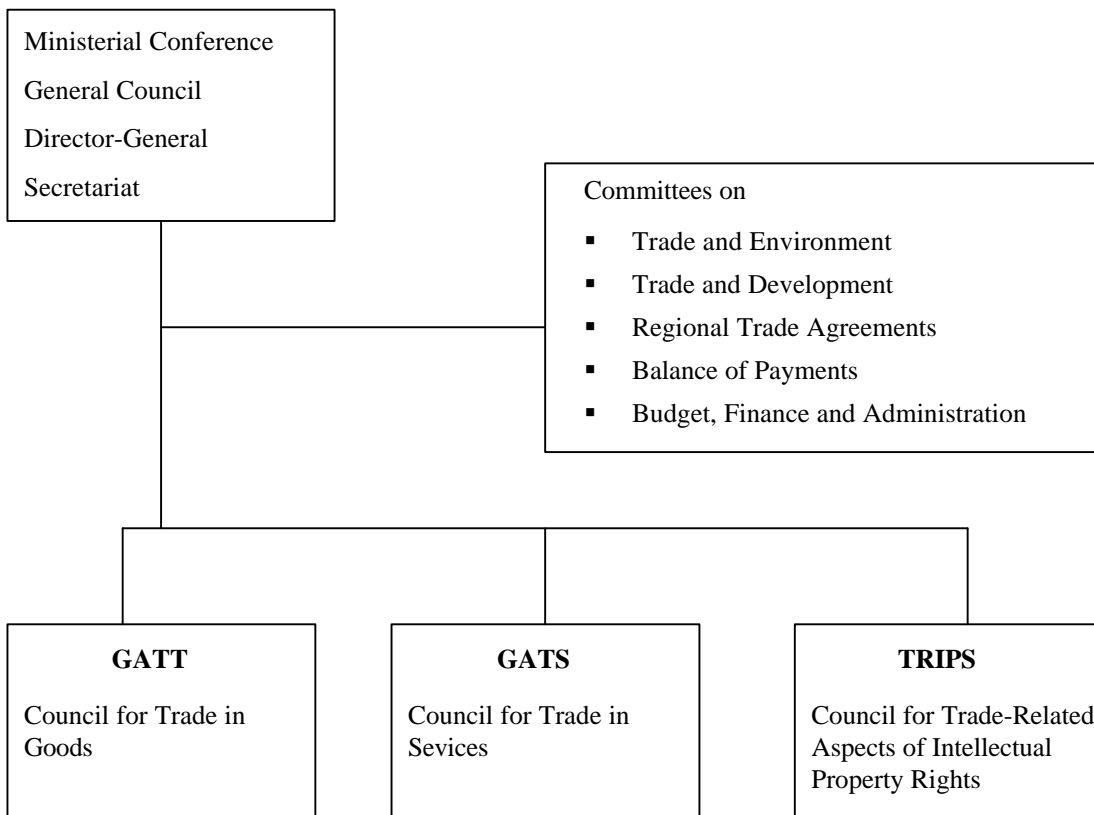 Ministerial Conference
General Council
Director-General
Secretariat
Committees on
▪ Trade and Environment
▪ Trade and Development
▪ Regional Trade Agreements
▪ Balance of Payments
▪ Budget, Finance and Administration
GATT
Council for Trade in
Goods
GATS
Council for Trade in
Sevices
TRIPS
Council for Trade-Related
Aspects of Intellectual
Property Rights